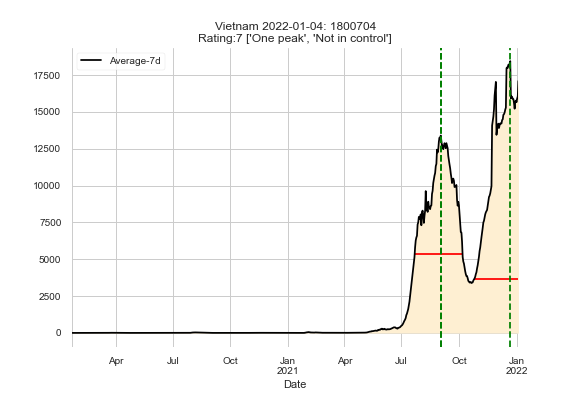 Vietnam 2022-01-04: 1800704
Rating:7 ['One peak', 'Not in control']
Average-7d
17500
15000
12500
10000
7500
5000
2500
0
Apr
Jul
Oct
Jan
2021
Apr
Jul
Oct
Jan
2022
Date